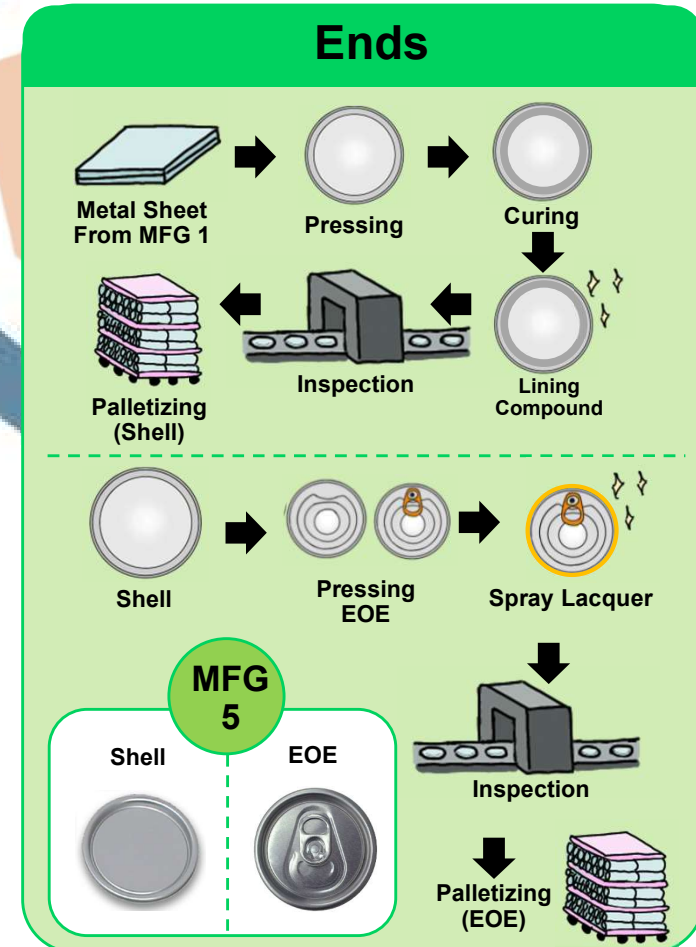 Ends
Metal Sheet
From MFG 1
Pressing
Curing
Lining
Compound
Inspection
Palletizing
(Shell)
Shell
Pressing
EOE
Spray Lacquer
Inspection
Palletizing
(EOE)
MFG
5
Shell
EOE